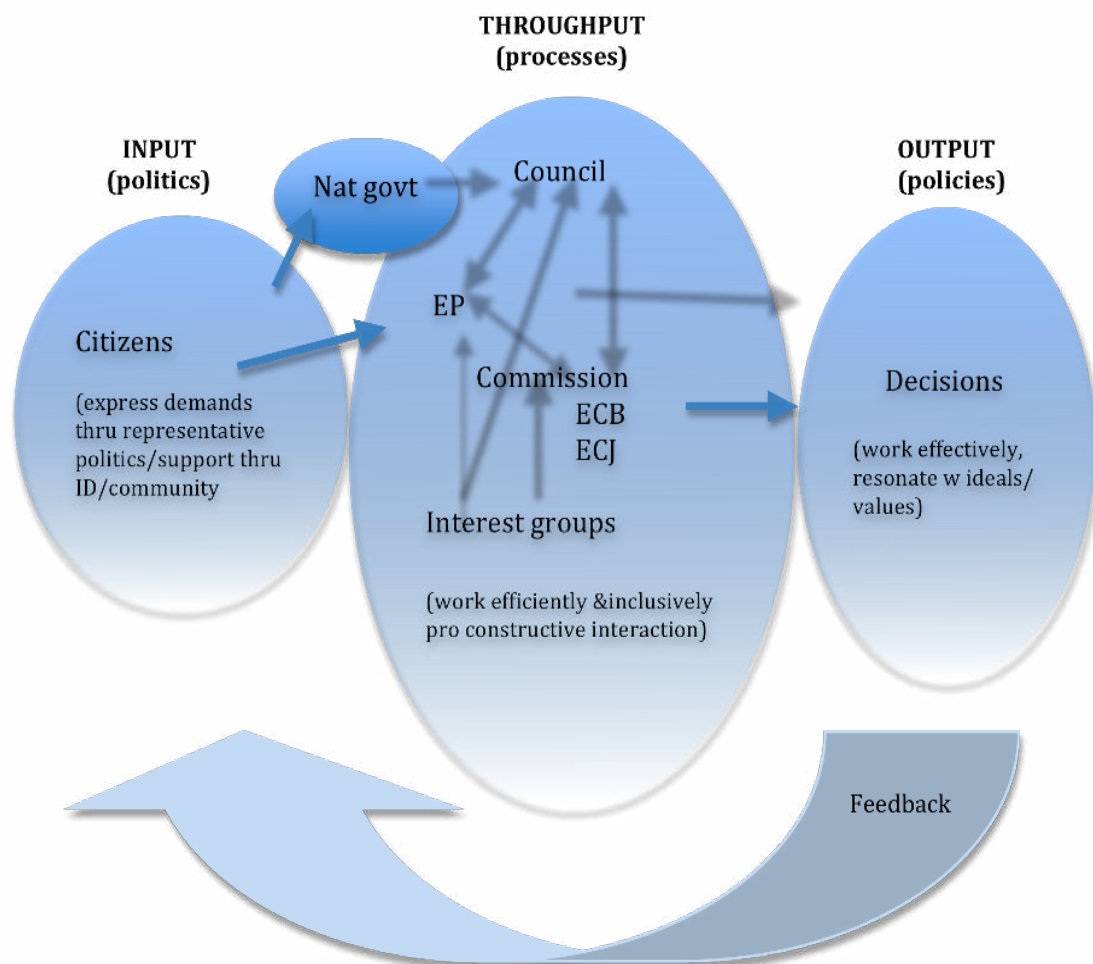 THROUGHPUT
(processes)
INPUT
(politics)
OUTPUT
(policies)
Nat govt
Council
EP
Citizens
(express demands
thru representative
politics/support thru
ID/community
Commission
ECB
ECJ
Interest groups
(work efficiently &inclusively
pro constructive interaction)
Decisions
(work effectively,
resonate w ideals/
values)
Feedback